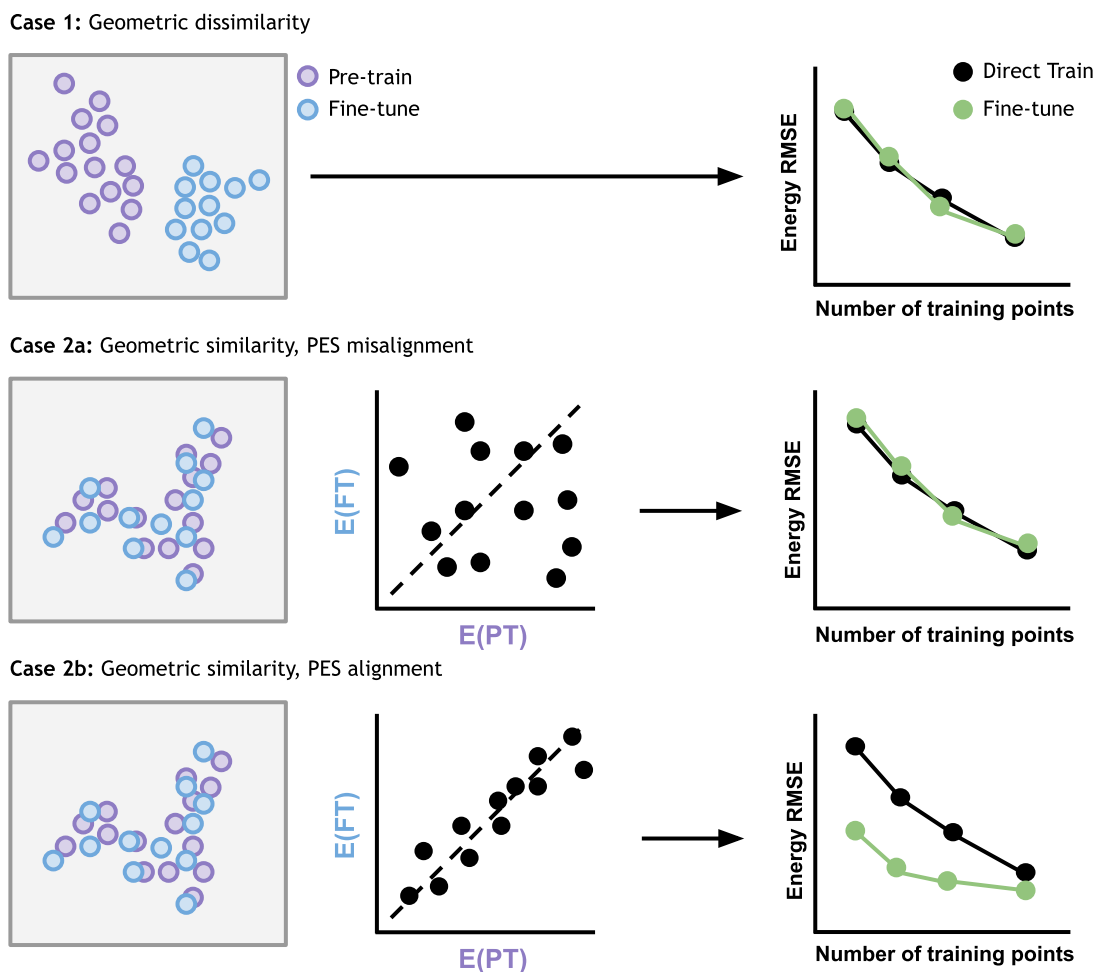 Case 1: Geometric dissimilarity
Pre-train
Fine-tune
Direct Train
Fine-tune
Energy RMSE
Number of training points
Case 2a: Geometric similarity, PES misalignment
E(FT)
E(PT)
Energy RMSE
Number of training points
Case 2b: Geometric similarity, PES alignment
E(FT)
E(PT)
Energy RMSE
Number of training points